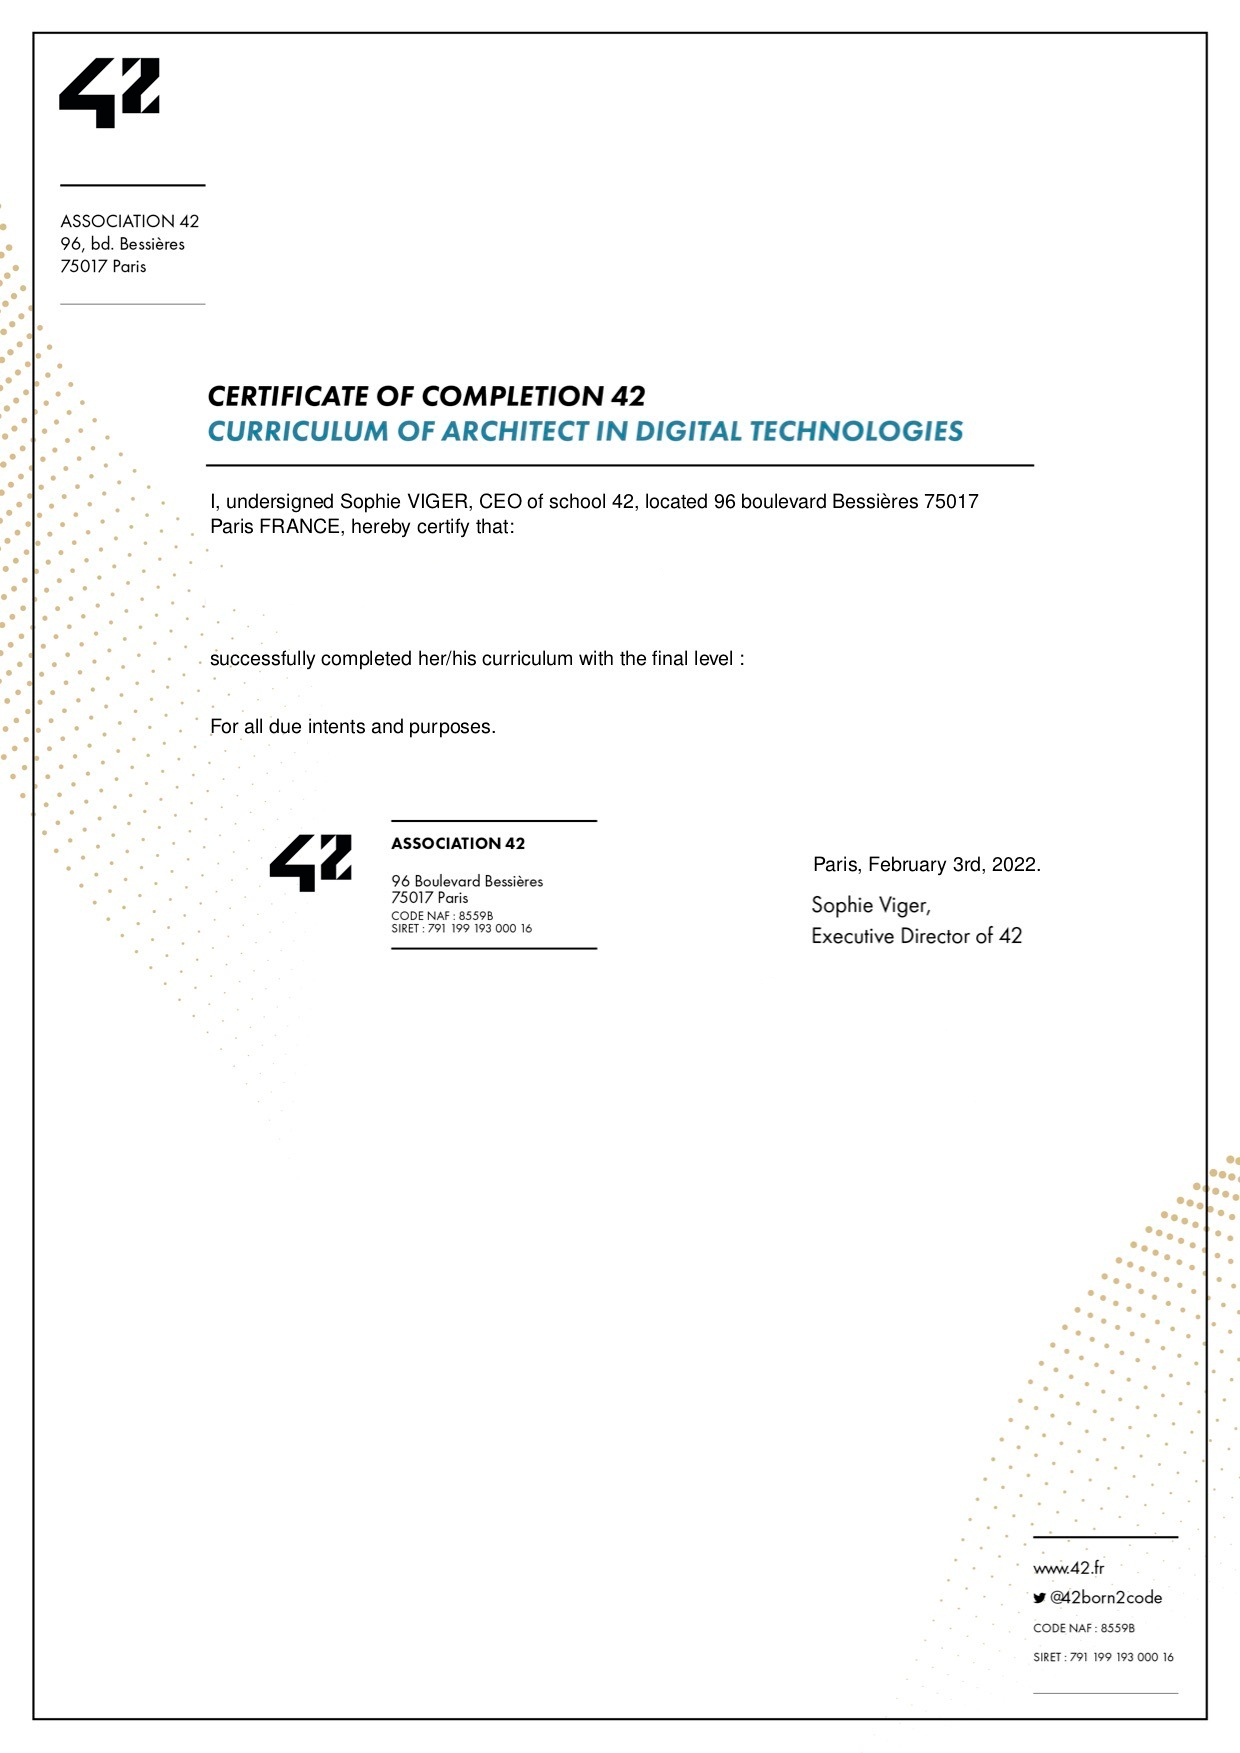 42
ASSOCIATION 42
96, bd. Bessières
75017 Paris
CERTIFICATE OF COMPLETION 42
CURRICULUM OF ARCHITECT IN DIGITAL TECHNOLOGIES
I, undersigned Sophie VIGER, CEO of school 42, located 96 boulevard Bessières 75017
Paris FRANCE, hereby certify that:
successfully completed her/his curriculum with the final level :
For all due intents and purposes.
42
ASSOCIATION 42
96 Boulevard Bessières
75017 Paris
CODE NAF : 8559B
SIRET : 791 199 193 000 16
Paris, February 3rd, 2022.
Sophie Viger,
Executive Director of 42
www.42.fr
@42born2code
CODE NAF : 8559B
SIRET : 791 199 193 000 16